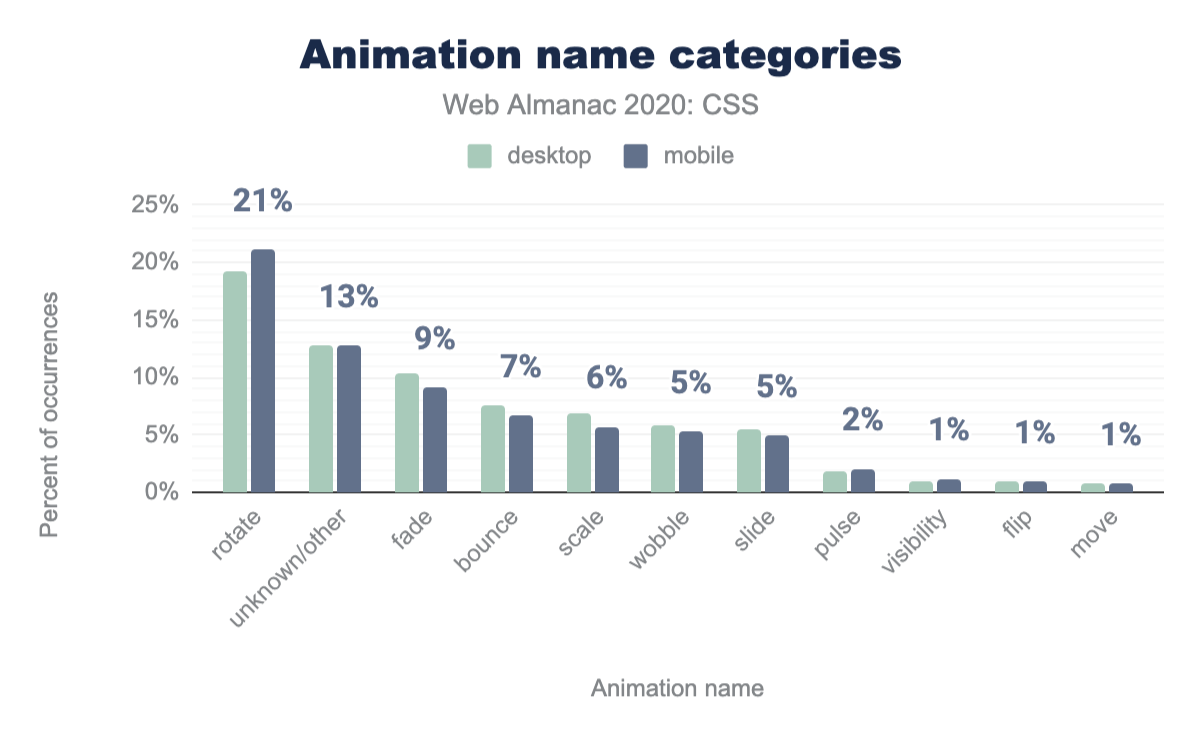 Animation name categories
Web Almanac 2020: CSS
desktop mobile
Percent of occurrences
25%
20%
15%
10%
5%
0%
21%
13%
9%
7%
6%
5%
5%
2%
1%
1%
1%
rotate
unknown/other
fade
bounce
scale
wobble
slide
pulse
visibility
flip
move
Animation name